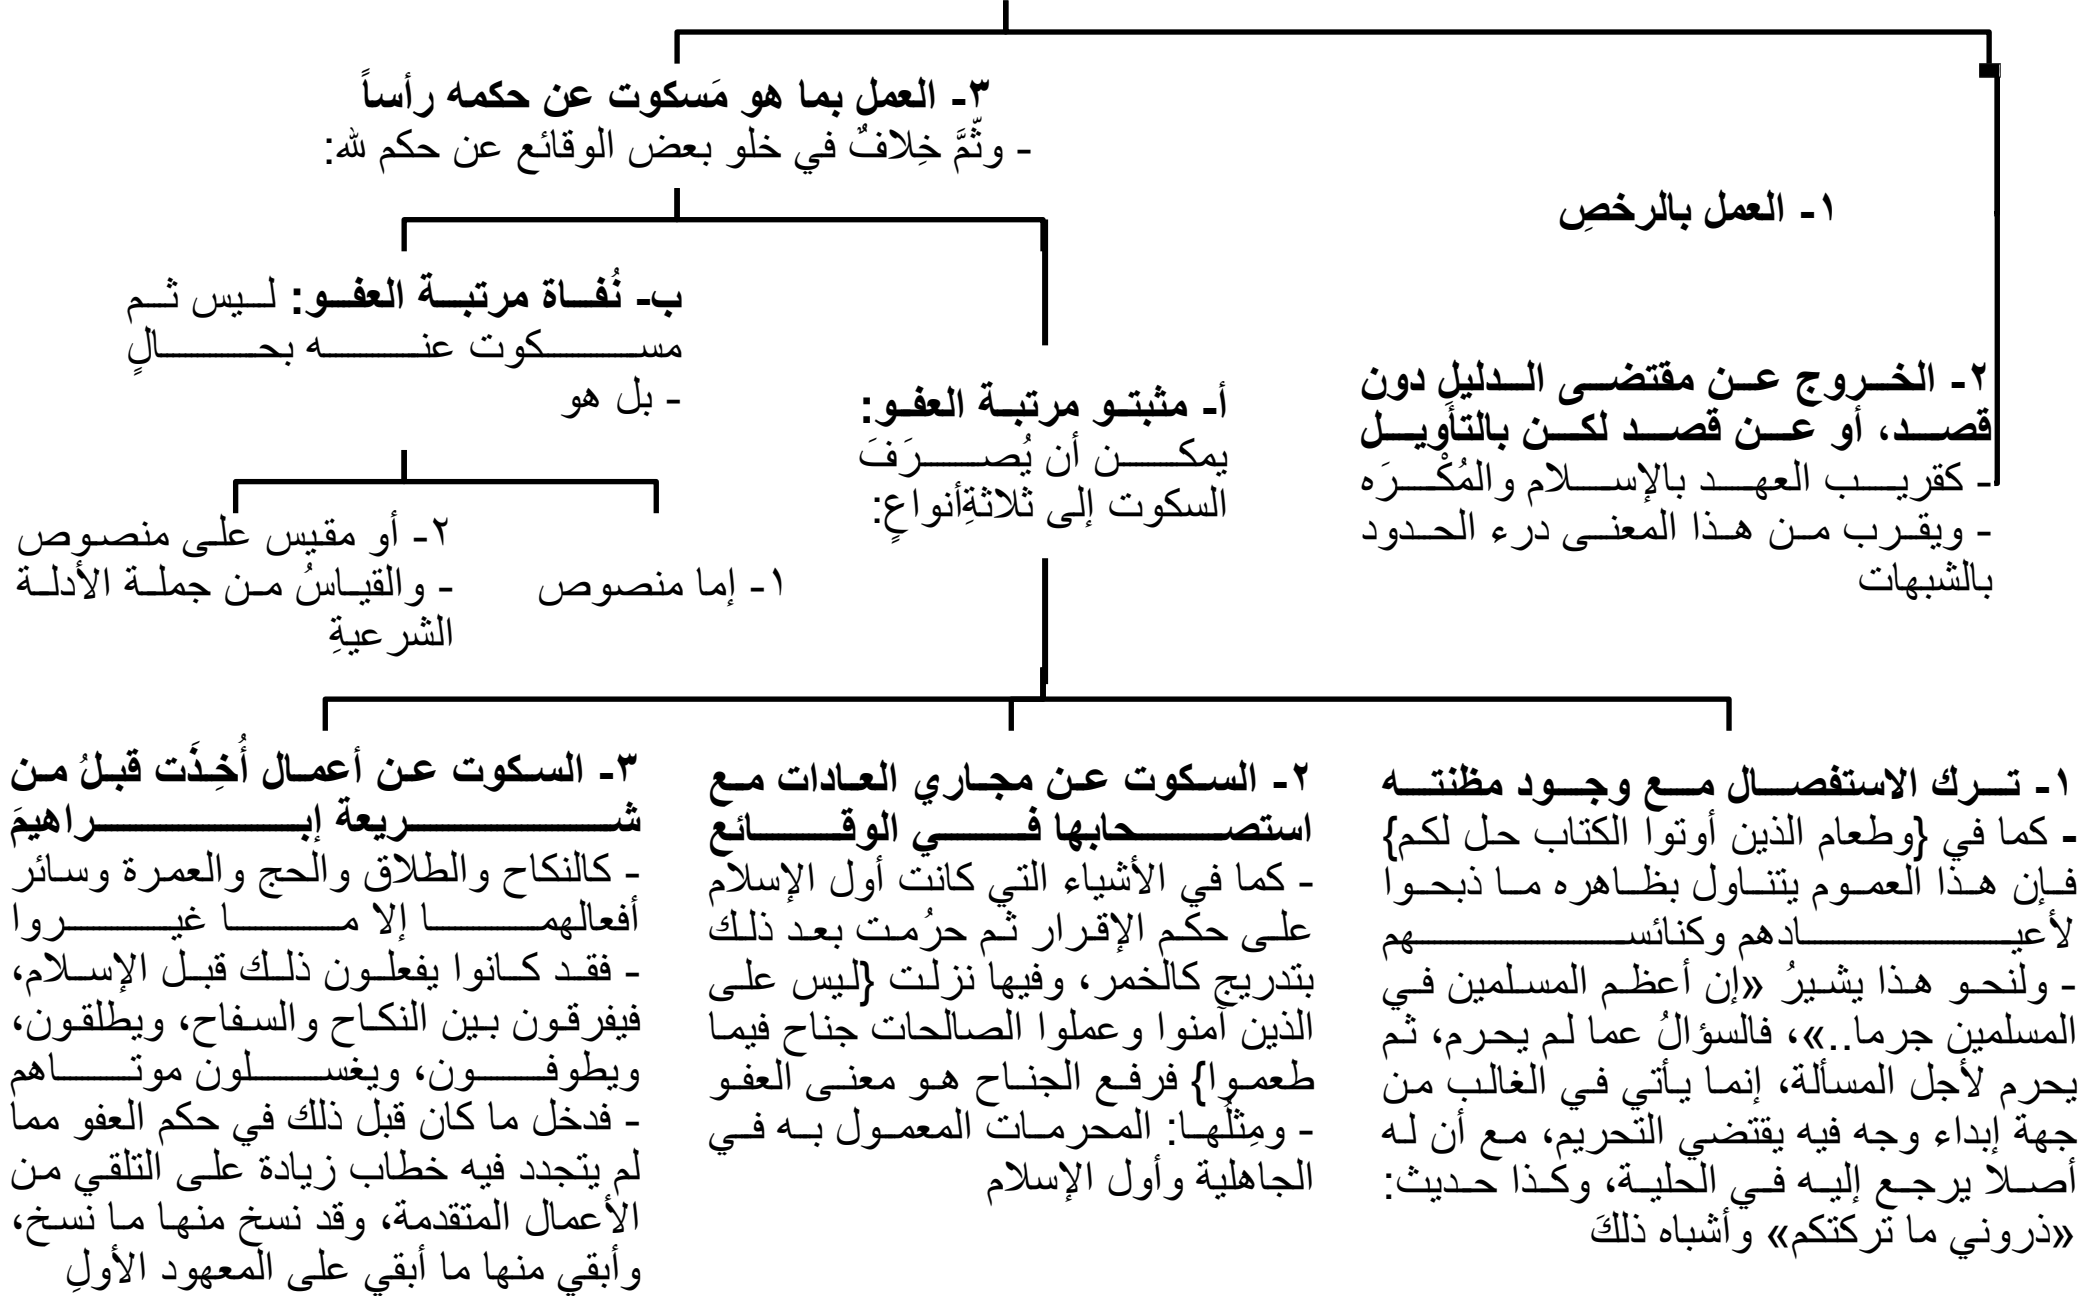 ٣- العمل بما هو مَسكوت عن حكمه رأساً
- وثَّمَّ خِلافٌ في خلو بعض الوقائع عن حكم لله:
١- العمل بالرخصِ
٢- الخروج عن مقتضى الدليلِ دون
قصد، أو عن قصد لكن بالتأويل
- كقريب العهد بالإسلام والمُكْرَه
- ويقرب من هذا المعنى درء الحدود
بالشبهات
أ- مثبتو مرتبة العفو:
يمكن أن يُصرَفَ
السكوت إلى ثلاثةِأنواعٍ:
ب- نُفاة مرتبة العفو: ليس ثم
مسكوت عنه بحالٍ
- بل هو
١- إما منصوص
٢- أو مقيس على منصوص
- والقياسُ من جملة الأدلة
الشرعيةِ
١- ترك الاستفصال مع وجود مظنته
- كما في {وطعام الذين أوتوا الكتاب حل لكم}
فإن هذا العموم يتناول بظاهره ما ذبحوا
لأعيادهم وكنائسهم
- ولنحو هذا يشيرُ «إن أعظم المسلمين في
المسلمين جرما..»، فالسؤالُ عما لم يحرم، ثم
يحرم لأجل المسألة، إنما يأتي في الغالب من
جهة إبداء وجه فيه يقتضي التحريم، مع أن له
أصلا يرجع إليه في الحلية، وكذا حديث:
«ذروني ما تركتكم» وأشباه ذلكَ
٢- السكوت عن مجاري العادات مع
استصحابها في الوقائع
- كما في الأشياء التي كانت أول الإسلام
على حكم الإقرار ثم حرُمت بعد ذلك
بتدريج كالخمر، وفيها نزلت {ليس على
الذين آمنوا وعملوا الصالحات جناح فيما
طعموا} فرفع الجناح هو معنى العفو
- ومِثلُها: المحرمات المعمول به في
الجاهلية وأول الإسلام
٣- السكوت عن أعمال أُخِذَت قبلُ من
شريعة إبراهيمَ
- كالنكاح والطلاق والحج والعمرة وسائر
أفعالهما إلا ما غيروا
- فقد كانوا يفعلون ذلك قبل الإسلام،
فيفرقون بين النكاح والسفاح، ويطلقون،
ويطوفون، ويغسلون موتاهم
- فدخل ما كان قبل ذلك في حكم العفو مما
لم يتجدد فيه خطاب زيادة على التلقي من
الأعمال المتقدمة، وقد نسخ منها ما نسخ،
وأبقي منها ما أبقي على المعهود الأولِ